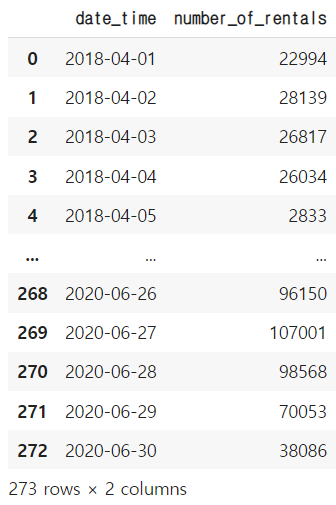 date_time number_of_rentals
0 2018-04-01 22994
1 2018-04-02 28139
2 2018-04-03 26817
3 2018-04-04 26034
4 2018-04-05 2833
... ... ...
268 2020-06-26 96150
269 2020-06-27 107001
270 2020-06-28 98568
271 2020-06-29 70053
272 2020-06-30 38086
273 rows × 2 columns